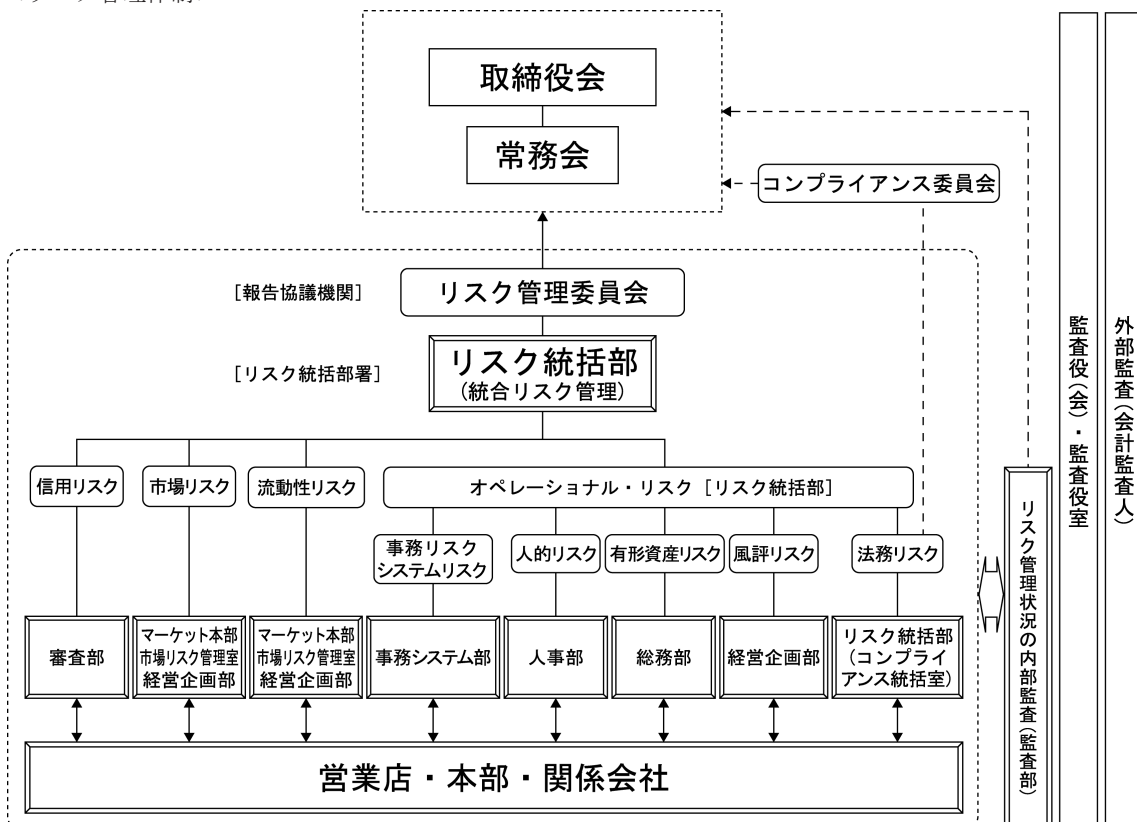 取締役会
常務会
コンプライアンス委員会
[報告協議機関]
リスク管理委員会
[リスク統括部署]
リスク統括部
(統合リスク管理)
信用リスク
市場リスク
流動性リスク
オペレーショナル・リスク [リスク統括部]
事務リスク
システムリスク
人的リスク
有形資産リスク
風評リスク
法務リスク
審査部
マーケット本部
市場リスク管理室
経営企画部
マーケット本部
市場リスク管理室
経営企画部
事務システム部
人事部
総務部
経営企画部
リスク統括部
(コンプライ
アンス統括室)
営業店・本部・関係会社
リスク管理状況の内部監査(監査部)
監査役(会)・監査役室
外部監査(会計監査人)